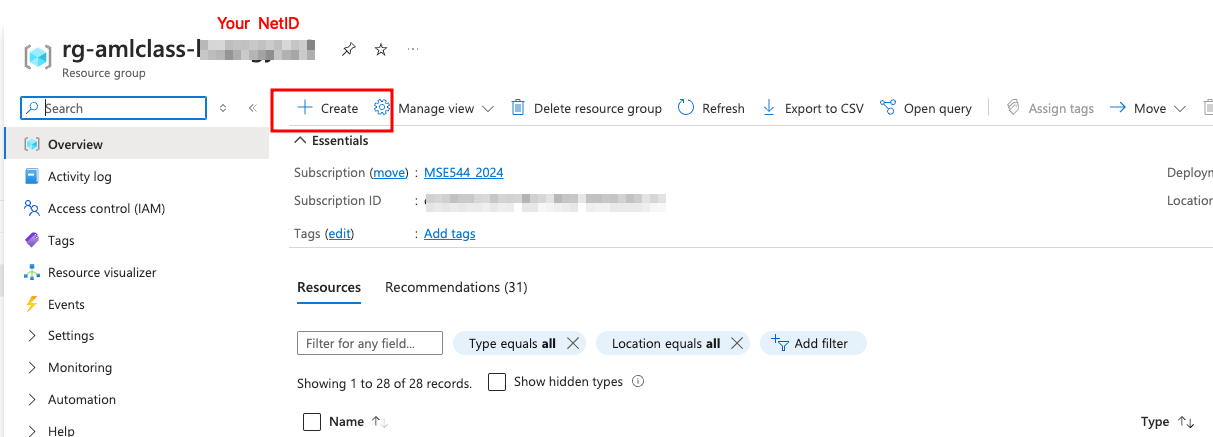 Your NetID
rg-amlclass-
Resource group
Search
Create
Manage view
Delete resource group
Refresh
Export to CSV
Open query
Assign tags
Move
Overview
Activity log
Access control (IAM)
Tags
Resource visualizer
Events
Settings
Monitoring
Automation
Help
Essentials
Subscription (move) : MSE544_2024
Deploym
Subscription ID :
Location
Tags (edit) : Add tags
Resources Recommendations (31)
Filter for any field...
Type equals all
Location equals all
Add filter
Showing 1 to 28 of 28 records.
Show hidden types
Name
Type